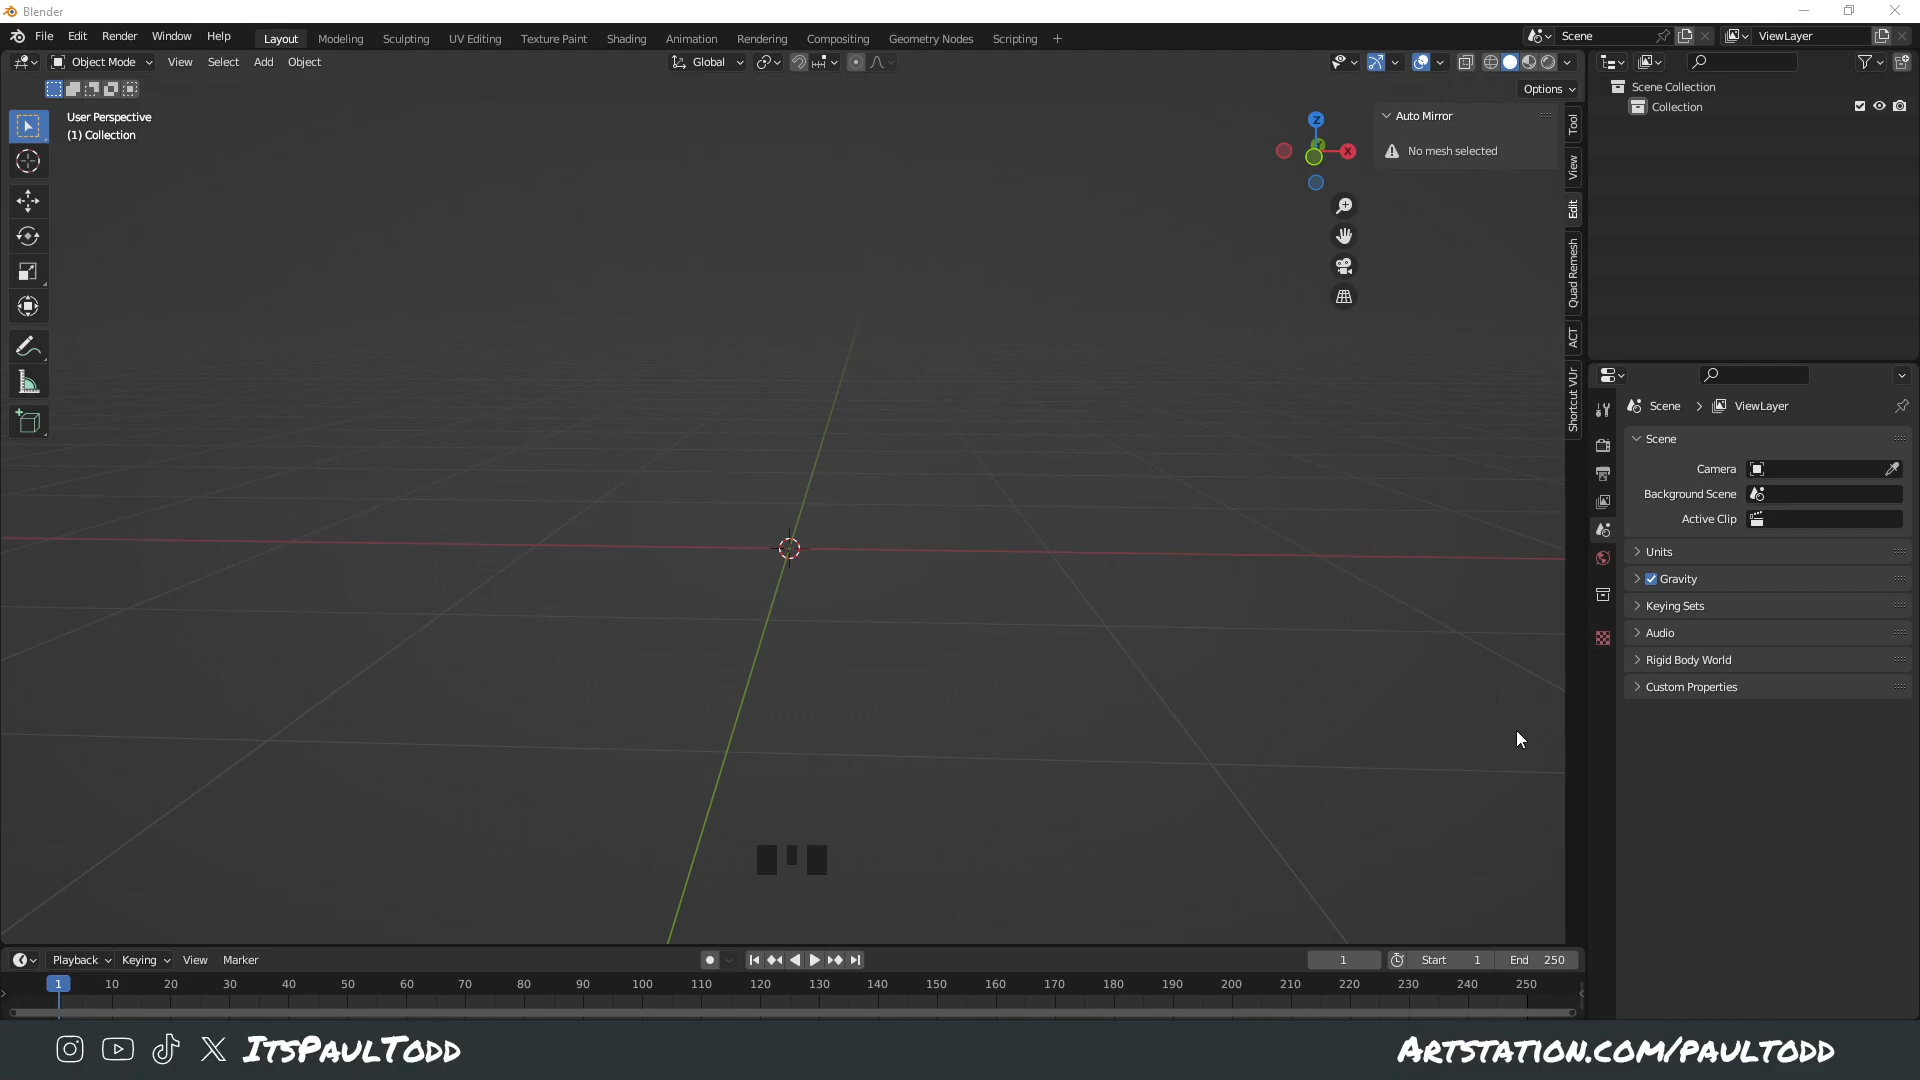 Blender
File Edit Render Window Help Layout Modeling Sculpting UV Editing Texture Paint Shading Animation Rendering Compositing Geometry Nodes Scripting + Scene ViewLayer
Object Mode View Select Add Object Global
Options
User Perspective
(1) Collection
Z
Y
X
Auto Mirror
No mesh selected
Tool
View
Edit
Quad Remesh
ACT
Shortcut VUr
Scene Collection
Collection
Scene > ViewLayer
Scene
Camera
Background Scene
Active Clip
Units
Gravity
Keying Sets
Audio
Rigid Body World
Custom Properties
Playback Keying View Marker 1 Start 1 End 250
1 10 20 30 40 50 60 70 80 90 100 110 120 130 140 150 160 170 180 190 200 210 220 230 240 250
ItsPaulTodd
Artstation.com/paultodd